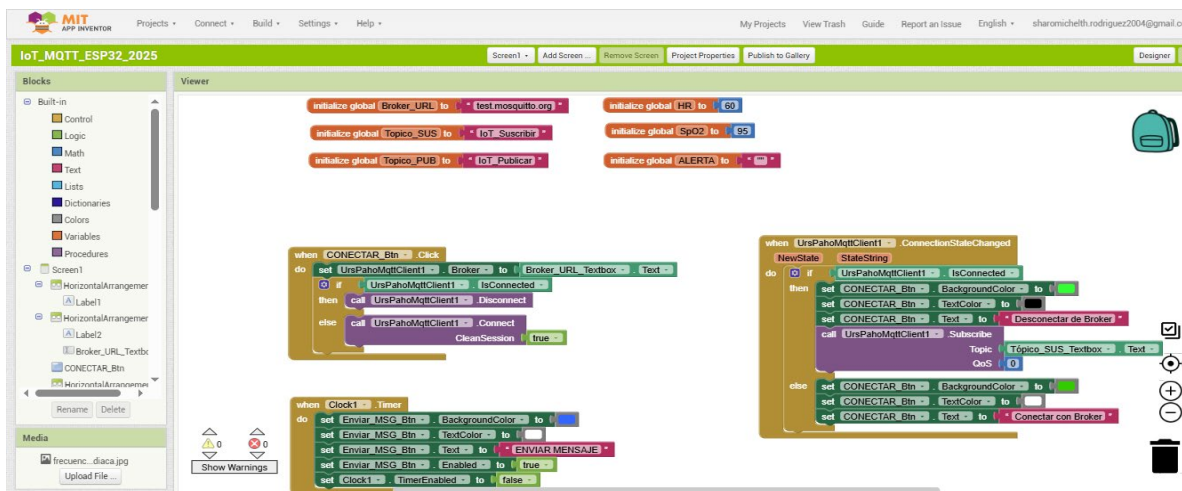 MIT
APP INVENTOR
Projects Connect Build Settings Help
My Projects View Trash Guide Report an Issue English sharomichelth.rodriguez2004@gmail.c
IoT_MQTT_ESP32_2025
Screen1 Add Screen ... Remove Screen Project Properties Publish to Gallery
Designer
Blocks
Built-in
Control
Logic
Math
Text
Lists
Dictionaries
Colors
Variables
Procedures
Screen1
HorizontalArrangemer
Label1
HorizontalArrangemer
Label2
Broker_URL_Textbc
CONECTAR_Btn
HorizontalArrangemer
Rename Delete
Media
frecuenc...diaca.jpg
Upload File ...
Viewer
initialize global Broker_URL to " test.mosquitto.org "
initialize global Topico_SUS to " IoT_Suscribir "
initialize global Topico_PUB to " IoT_Publicar "
initialize global HR to 60
initialize global SpO2 to 95
initialize global ALERTA to " "" "
when CONECTAR_Btn .Click
do set UrsPahoMqttClient1 . Broker to Broker_URL_Textbox . Text
if UrsPahoMqttClient1 . IsConnected
then call UrsPahoMqttClient1 .Disconnect
else call UrsPahoMqttClient1 .Connect
CleanSession true
when Clock1 .Timer
do set Enviar_MSG_Btn . BackgroundColor to
set Enviar_MSG_Btn . TextColor to
set Enviar_MSG_Btn . Text to " ENVIAR MENSAJE "
set Enviar_MSG_Btn . Enabled to true
set Clock1 . TimerEnabled to false
when UrsPahoMqttClient1 .ConnectionStateChanged
NewState StateString
do if UrsPahoMqttClient1 . IsConnected
then set CONECTAR_Btn . BackgroundColor to
set CONECTAR_Btn . TextColor to
set CONECTAR_Btn . Text to " Desconectar de Broker "
call UrsPahoMqttClient1 .Subscribe
Topic Tópico_SUS_Textbox . Text
QoS 0
else set CONECTAR_Btn . BackgroundColor to
set CONECTAR_Btn . TextColor to
set CONECTAR_Btn . Text to " Conectar con Broker "
0 0
Show Warnings